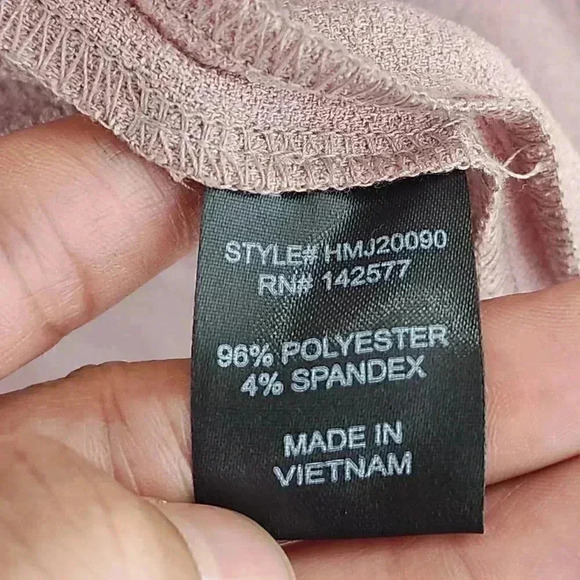 STYLE# HMJ20090
RN# 142577
96% POLYESTER
4% SPANDEX
MADE IN
VIETNAM